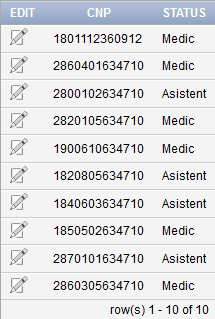 EDIT CNP STATUS
1801112360912 Medic
2860401634710 Medic
2800102634710 Asistent
2820105634710 Medic
1900610634710 Medic
1820805634710 Asistent
1840603634710 Asistent
1850502634710 Medic
2870101634710 Asistent
2860305634710 Medic
row(s) 1 - 10 of 10